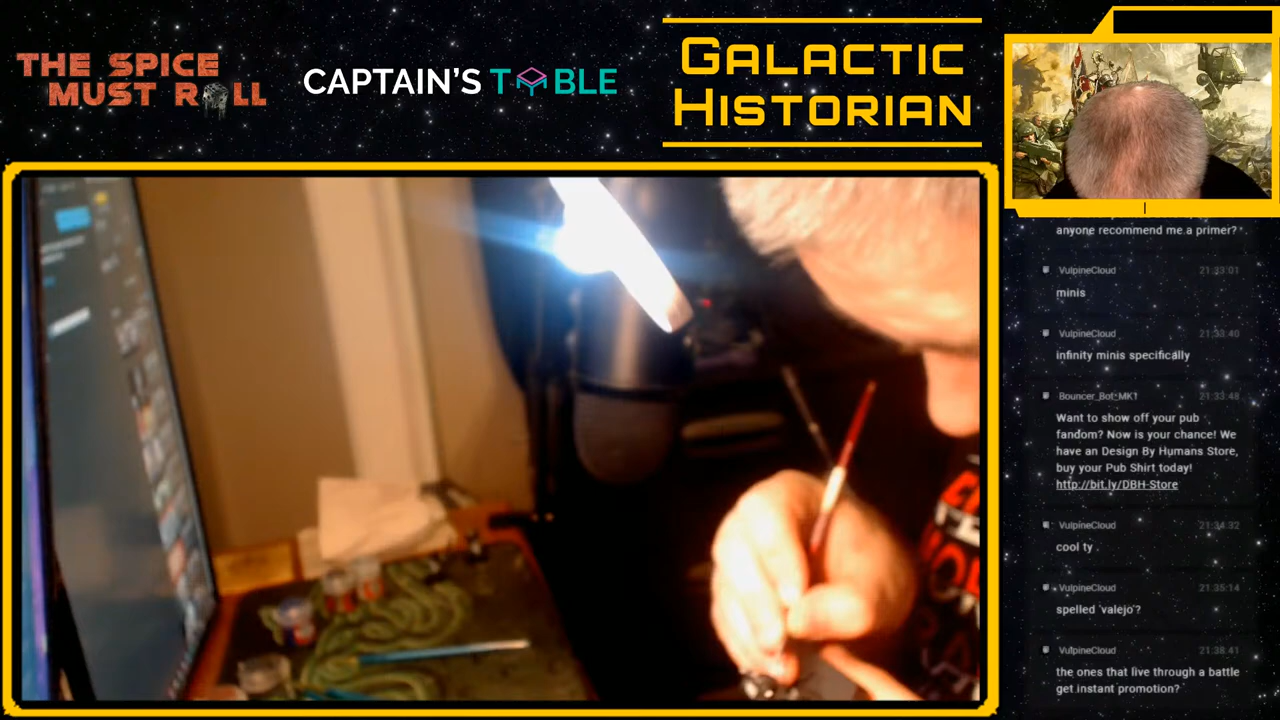 THE SPICE
MUST ROLL
CAPTAIN'S TABLE
GALACTIC
HISTORIAN
anyone recommend me a primer?
VulpineCloud 21:33:01
minis
VulpineCloud 21:33:40
infinity minis specifically
Bouncer_Bot_MK1 21:33:48
Want to show off your pub
fandom? Now is your chance! We
have an Design By Humans Store,
buy your Pub Shirt today!
http://bit.ly/DBH-Store
VulpineCloud 21:34:32
cool ty
VulpineCloud 21:35:14
spelled 'valejo'?
VulpineCloud 21:38:41
the ones that live through a battle
get instant promotion?